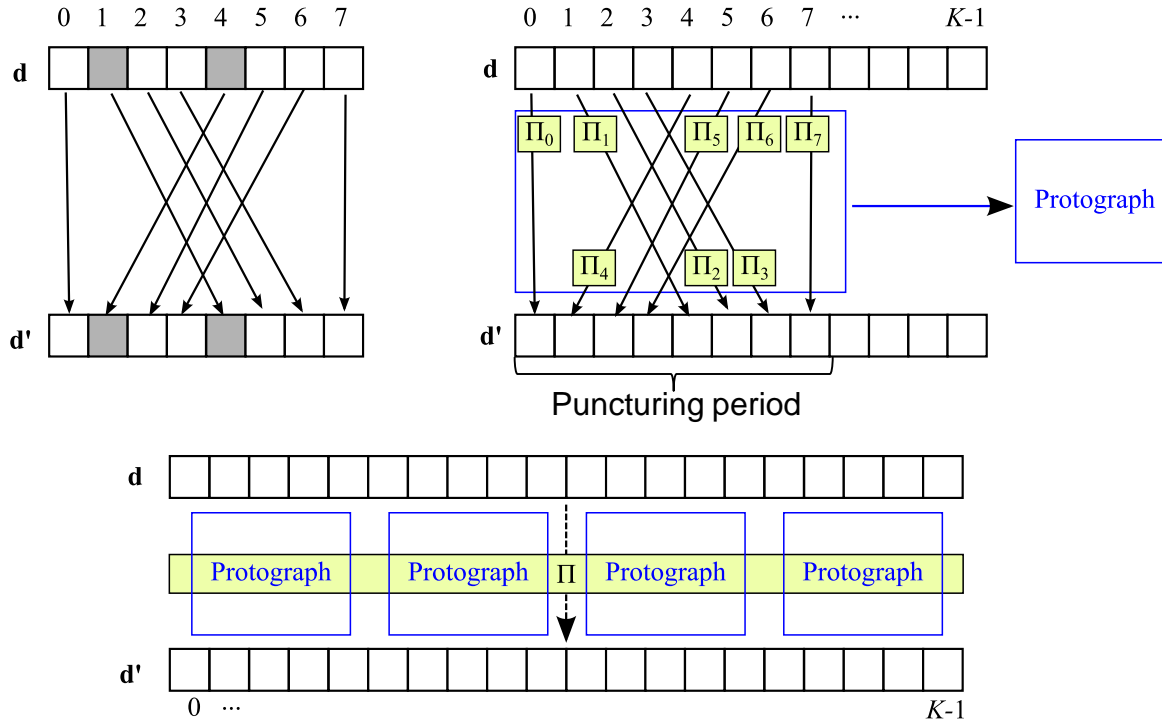 0 1 2 3 4 5 6 7
d
d'
0 1 2 3 4 5 6 7 ... K-1
d
Π0 Π1 Π5 Π6 Π7
Π4 Π2 Π3
d'
Puncturing period
Protograph
d
Protograph Protograph Π Protograph Protograph
d'
0 ... K-1